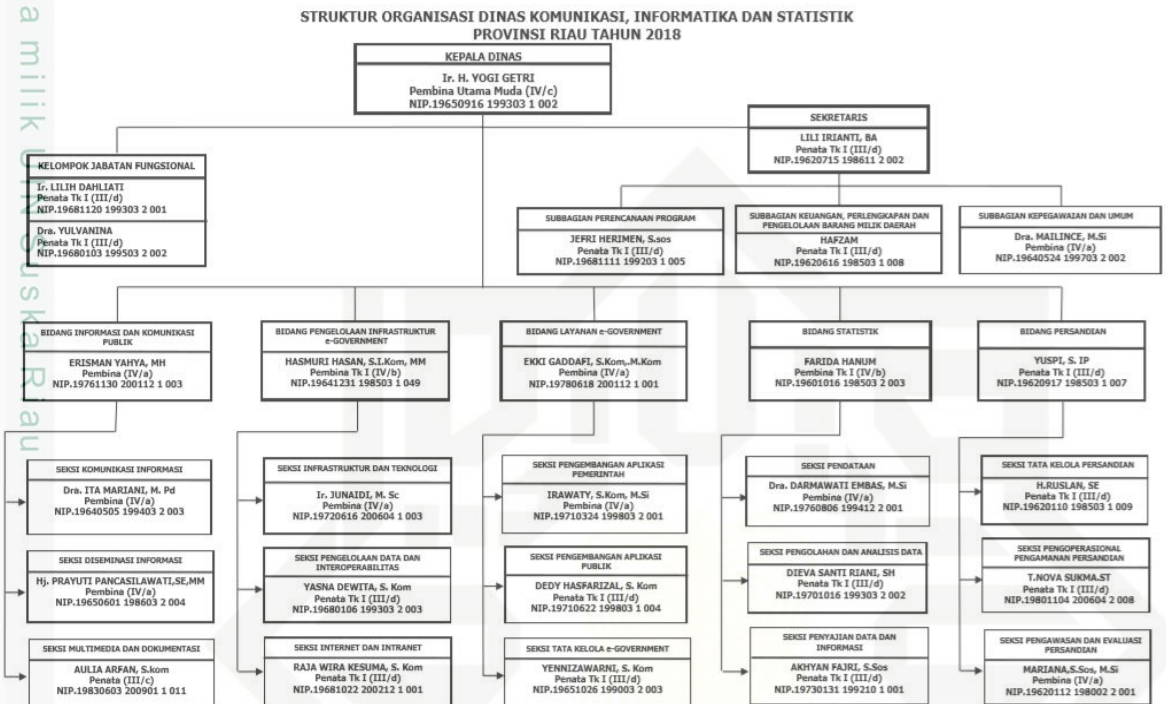 STRUKTUR ORGANISASI DINAS KOMUNIKASI, INFORMATIKA DAN STATISTIK
PROVINSI RIAU TAHUN 2018
KEPALA DINAS
Ir. H. YOGI GETRI
Pembina Utama Muda (IV/c)
NIP.19650916 199303 1 002
SEKRETARIS
LILI IRIANTI, BA
Penata Tk I (III/d)
NIP.19620715 198611 2 002
KELOMPOK JABATAN FUNGSIONAL
Ir. LILIH DAHLIATI
Penata Tk I (III/d)
NIP.19681120 199303 2 001
Dra. YULVANINA
Penata Tk I (III/d)
NIP.19680103 199503 2 002
SUBBAGIAN PERENCANAAN PROGRAM
JEFRI HERIMEN, S.sos
Penata Tk I (III/d)
NIP.19681111 199203 1 005
SUBBAGIAN KEUANGAN, PERLENGKAPAN DAN
PENGELOLAAN BARANG MILIK DAERAH
HAFZAM
Penata Tk I (III/d)
NIP.19620616 198503 1 008
SUBBAGIAN KEPEGAWAIAN DAN UMUM
Dra. MAILINCE, M.Si
Pembina (IV/a)
NIP.19640524 199703 2 002
BIDANG INFORMASI DAN KOMUNIKASI
PUBLIK
ERISMAN YAHYA, MH
Pembina (IV/a)
NIP.19761130 200112 1 003
BIDANG PENGELOLAAN INFRASTRUKTUR
e-GOVERNMENT
HASMURI HASAN, S.I.Kom, MM
Pembina Tk I (IV/b)
NIP.19641231 198503 1 049
BIDANG LAYANAN e-GOVERNMENT
EKKI GADDAFI, S.Kom,.M.Kom
Pembina (IV/a)
NIP.19780618 200112 1 001
BIDANG STATISTIK
FARIDA HANUM
Pembina Tk I (IV/b)
NIP.19601016 198503 2 003
BIDANG PERSANDIAN
YUSPI, S. IP
Penata Tk I (III/d)
NIP.19620917 198503 1 007
SEKSI KOMUNIKASI INFORMASI
Dra. ITA MARIANI, M. Pd
Pembina (IV/a)
NIP.19640505 199403 2 003
SEKSI INFRASTRUKTUR DAN TEKNOLOGI
Ir. JUNAIDI, M. Sc
Pembina (IV/a)
NIP.19720616 200604 1 003
SEKSI PENGEMBANGAN APLIKASI
PEMERINTAH
IRAWATY, S.Kom, M.Si
Pembina (IV/a)
NIP.19710324 199803 2 001
SEKSI PENDATAAN
Dra. DARMAWATI EMBAS, M.Si
Pembina (IV/a)
NIP.19760806 199412 2 001
SEKSI TATA KELOLA PERSANDIAN
H.RUSLAN, SE
Penata Tk I (III/d)
NIP.19620110 198503 1 009
SEKSI DISEMINASI INFORMASI
Hj. PRAYUTI PANCASILAWATI,SE,MM
Pembina (IV/a)
NIP.19650601 198603 2 004
SEKSI PENGELOLAAN DATA DAN
INTEROPERABILITAS
YASNA DEWITA, S. Kom
Penata Tk I (III/d)
NIP.19680106 199303 2 003
SEKSI PENGEMBANGAN APLIKASI
PUBLIK
DEDY HASFARIZAL, S. Kom
Penata Tk I (III/d)
NIP.19710622 199803 1 004
SEKSI PENGOLAHAN DAN ANALISIS DATA
DIEVA SANTI RIANI, SH
Penata Tk I (III/d)
NIP.19701016 199303 2 002
SEKSI PENGOPERASIONAL
PENGAMANAN PERSANDIAN
T.NOVA SUKMA.ST
Penata Tk I (III/d)
NIP.19801104 200604 2 008
SEKSI MULTIMEDIA DAN DOKUMENTASI
AULIA ARFAN, S.kom
Penata (III/c)
NIP.19830603 200901 1 011
SEKSI INTERNET DAN INTRANET
RAJA WIRA KESUMA, S. Kom
Penata Tk I (III/d)
NIP.19681022 200212 1 001
SEKSI TATA KELOLA e-GOVERNMENT
YENNIZAWARNI, S. Kom
Penata Tk I (III/d)
NIP.19651026 199003 2 003
SEKSI PENYAJIAN DATA DAN
INFORMASI
AKHYAN FAJRI, S.Sos
Penata Tk I (III/d)
NIP.19730131 199210 1 001
SEKSI PENGAWASAN DAN EVALUASI
PERSANDIAN
MARIANA,S.Sos, M.Si
Pembina (IV/a)
NIP.19620112 198002 2 001
a milik UIN Suska Riau